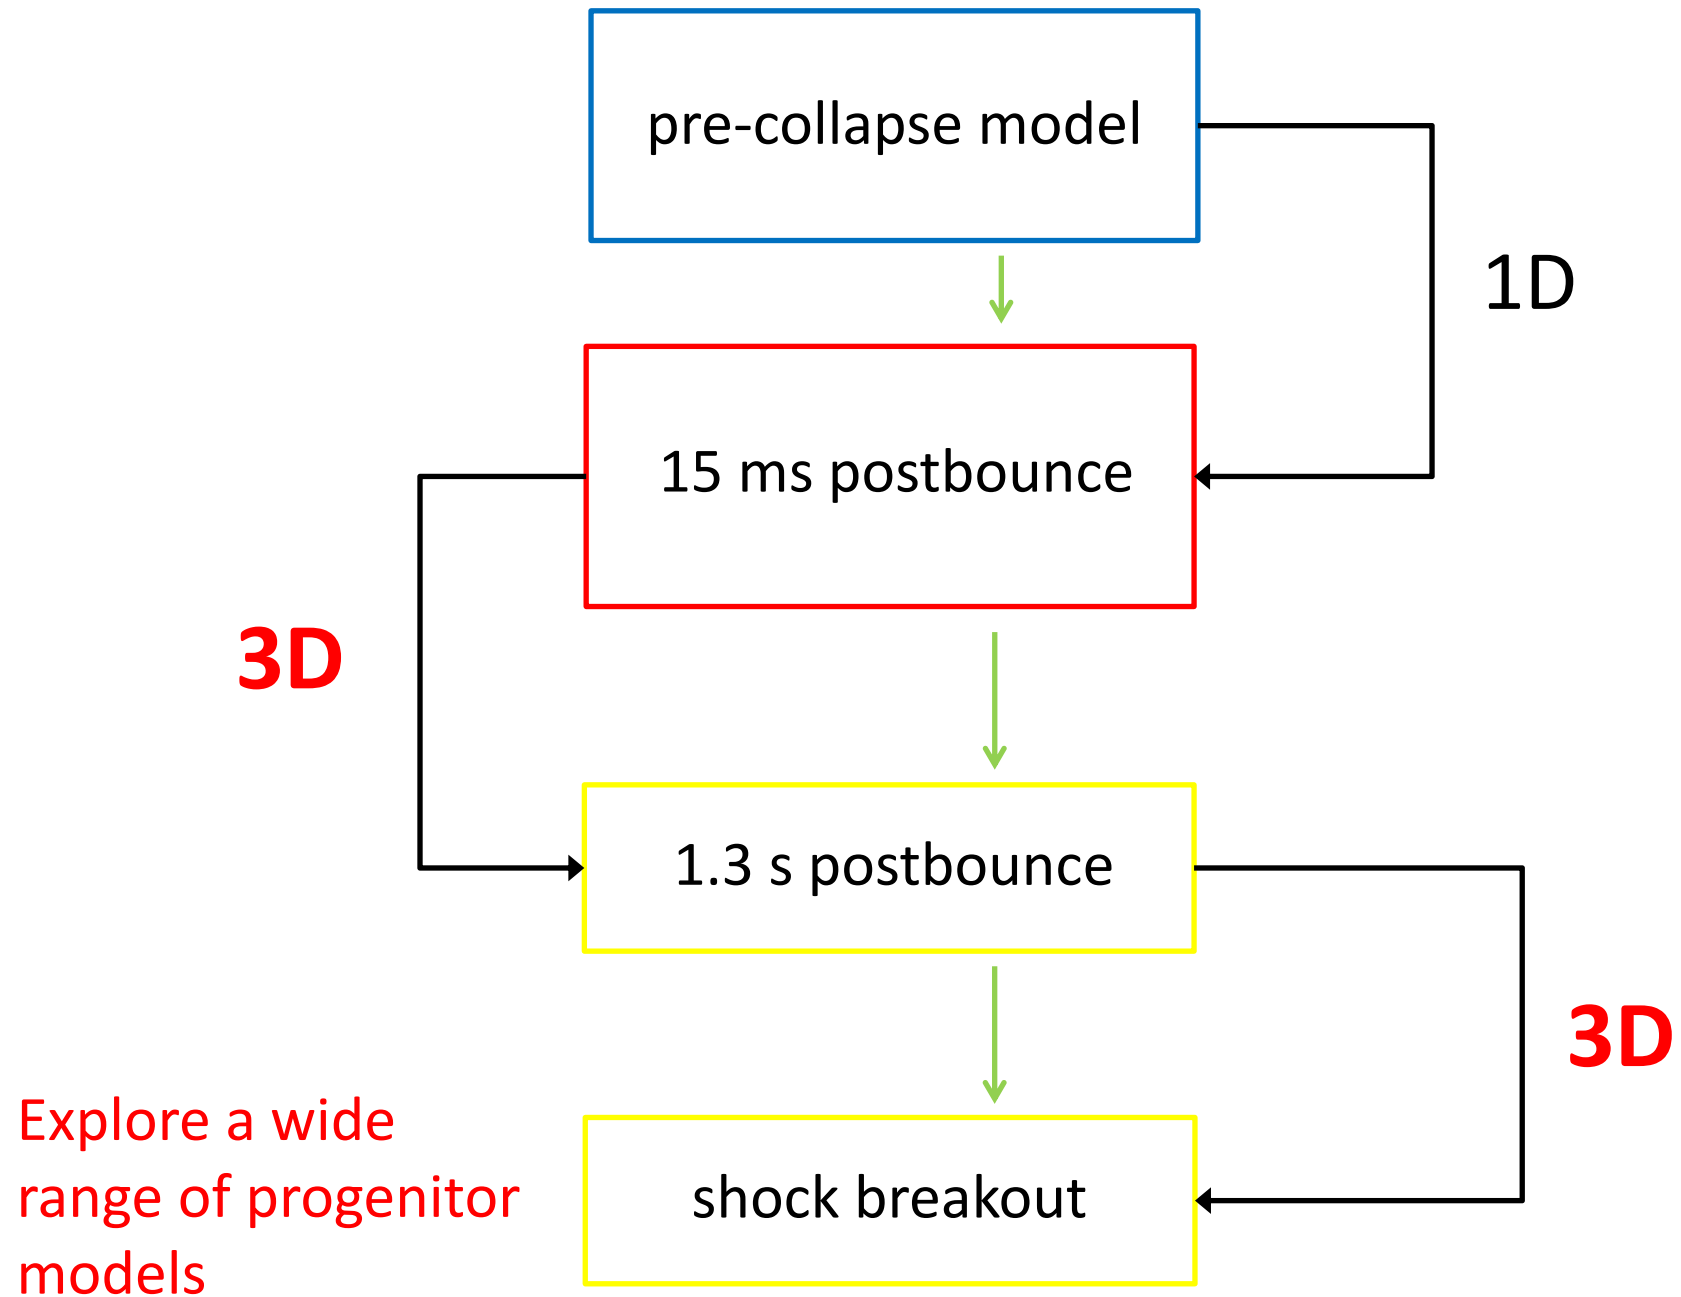 pre-collapse model
1D
15 ms postbounce
3D
1.3 s postbounce
3D
shock breakout
Explore a wide
range of progenitor
models